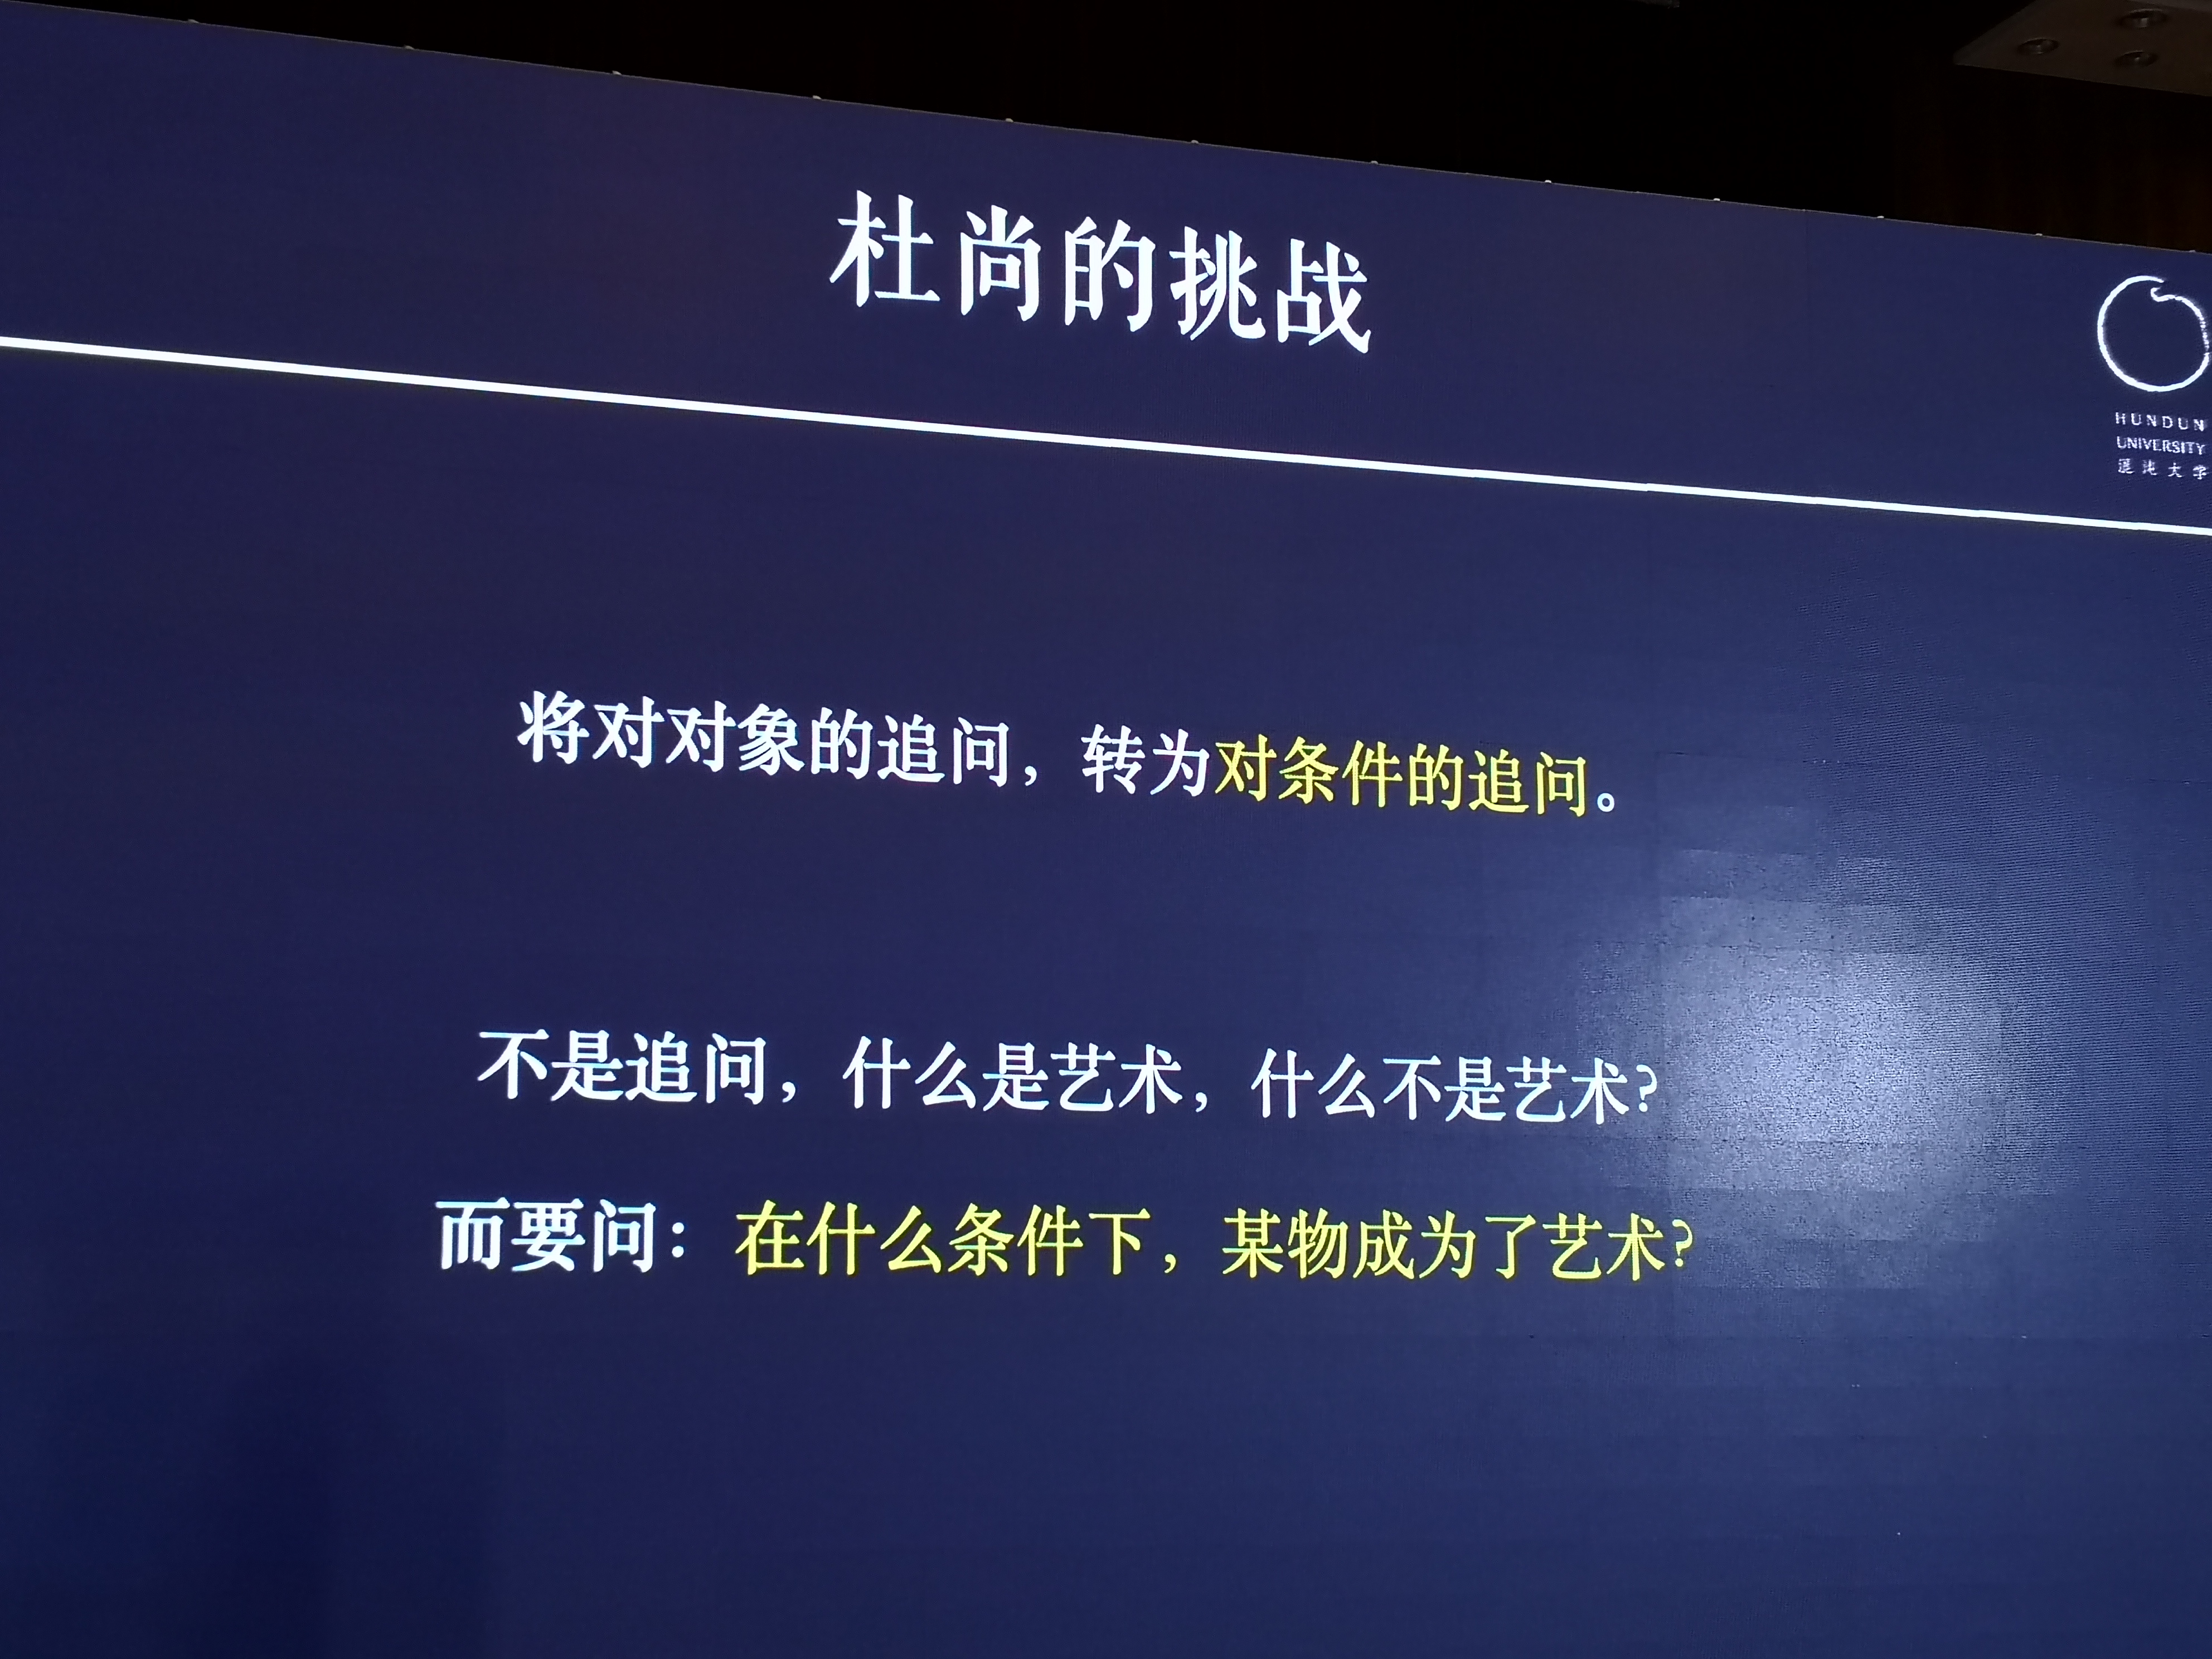 杜尚的挑战
HUNDUN
UNIVERSITY
混沌大学
将对对象的追问，转为对条件的追问。
不是追问，什么是艺术，什么不是艺术？
而要问：在什么条件下，某物成为了艺术？